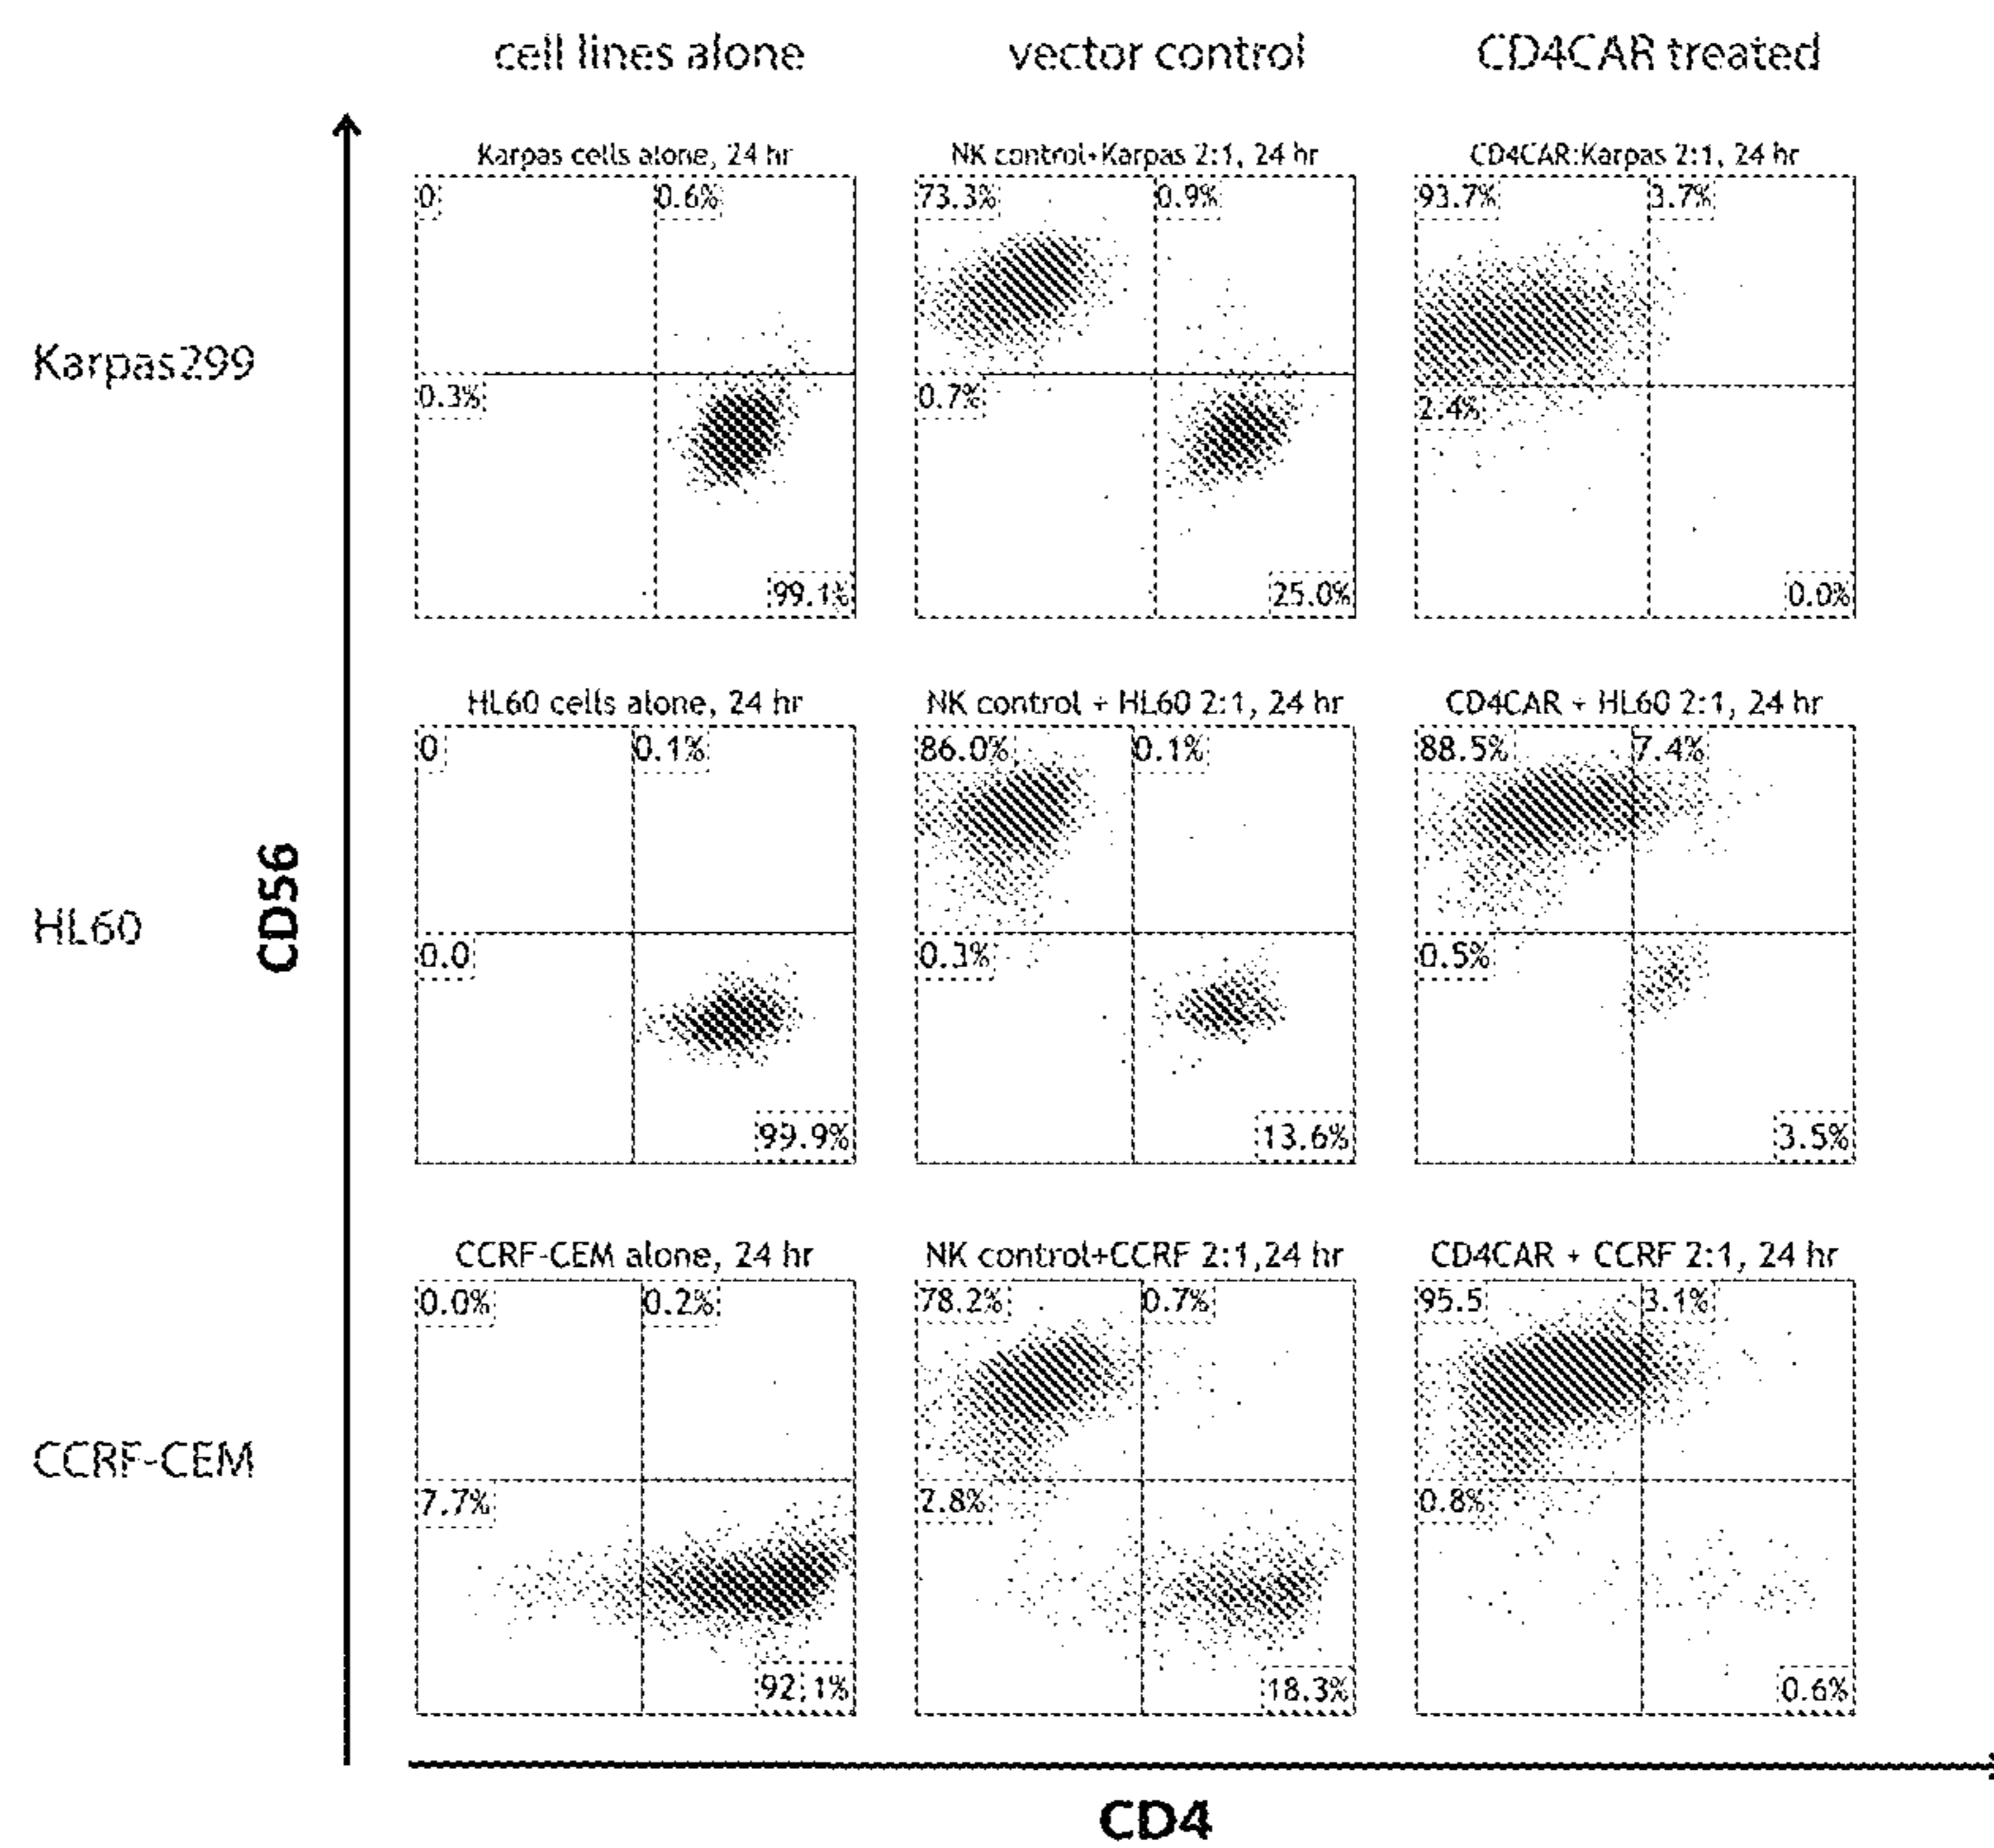 cell lines alone
vector control
CD4CAR treated
Karpas cells alone, 24 hr
NK control+Karpas 2:1, 24 hr
CD4CAR:Karpas 2:1, 24 hr
0
0.6%
73.3%
0.9%
93.7%
3.7%
Karpas299
0.3%
0.7%
2.4%
99.1%
25.0%
0.0%
HL60 cells alone, 24 hr
NK control + HL60 2:1, 24 hr
CD4CAR + HL60 2:1, 24 hr
0
0.1%
86.0%
0.1%
88.5%
7.4%
HL60
CD56
0.0
0.3%
0.5%
99.9%
13.6%
3.5%
CCRF-CEM alone, 24 hr
NK control+CCRF 2:1,24 hr
CD4CAR + CCRF 2:1, 24 hr
0.0%
0.2%
78.2%
0.7%
95.5
3.1%
CCRF-CEM
7.7%
2.8%
0.8%
92.1%
18.3%
0.6%
CD4